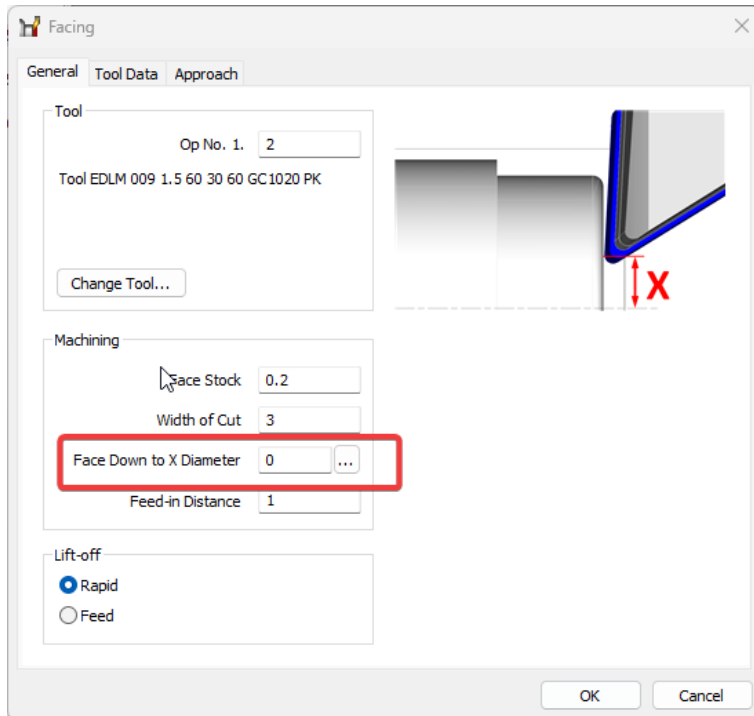 Facing
General
Tool Data
Approach
Tool
Op No. 1. 2
Tool EDLM 009 1.5 60 30 60 GC1020 PK
Change Tool...
X
Machining
Face Stock 0.2
Width of Cut 3
Face Down to X Diameter 0 ...
Feed-in Distance 1
Lift-off
Rapid
Feed
OK
Cancel